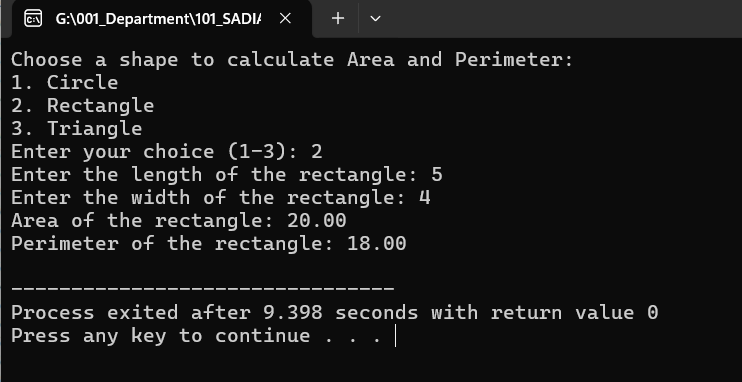 G:\001_Department\101_SADIA
Choose a shape to calculate Area and Perimeter:
1. Circle
2. Rectangle
3. Triangle
Enter your choice (1-3): 2
Enter the length of the rectangle: 5
Enter the width of the rectangle: 4
Area of the rectangle: 20.00
Perimeter of the rectangle: 18.00
--------------------------------
Process exited after 9.398 seconds with return value 0
Press any key to continue . . .